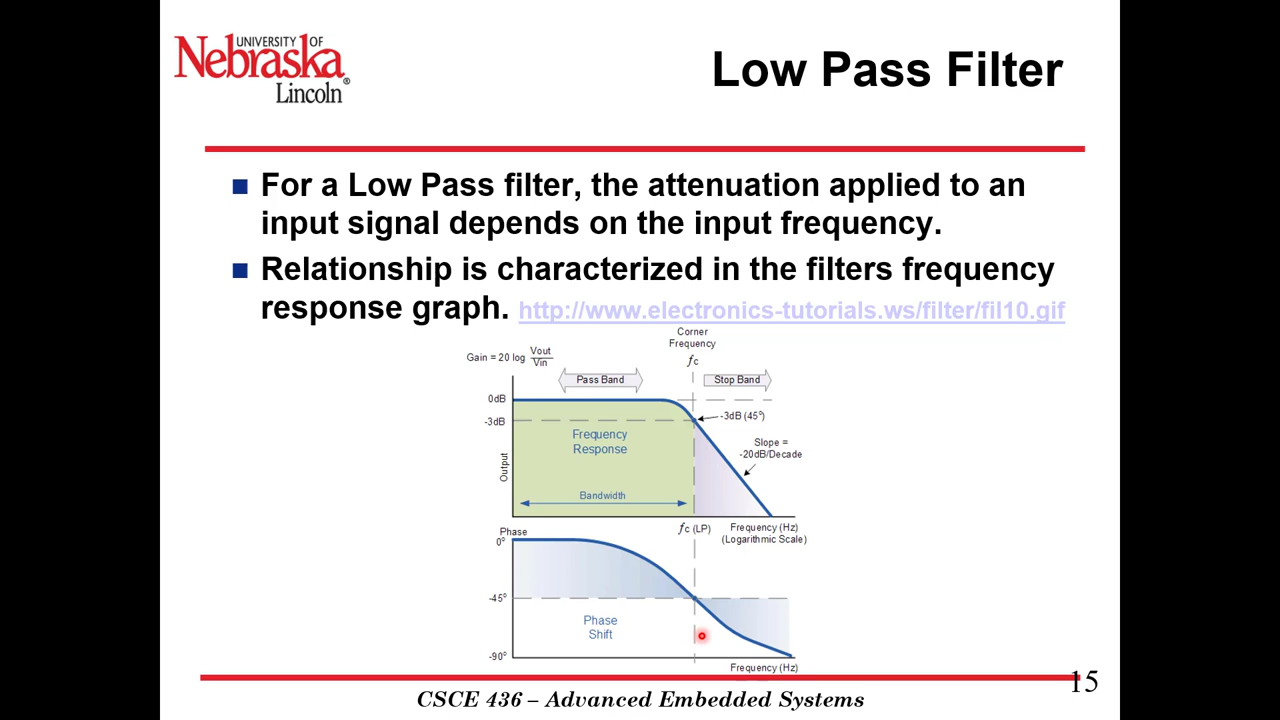 UNIVERSITY OF
Nebraska®
Lincoln
Low Pass Filter
For a Low Pass filter, the attenuation applied to an
input signal depends on the input frequency.
Relationship is characterized in the filters frequency
response graph. http://www.electronics-tutorials.ws/filter/fil10.gif
Corner
Frequency
fc
Gain = 20 log Vout/Vin
Pass Band
Stop Band
0dB
-3dB
-3dB (45°)
Frequency
Response
Slope =
-20dB/Decade
Output
Bandwidth
fc (LP)
Frequency (Hz)
(Logarithmic Scale)
Phase
0°
-45°
Phase
Shift
-90°
Frequency (Hz)
15
CSCE 436 – Advanced Embedded Systems